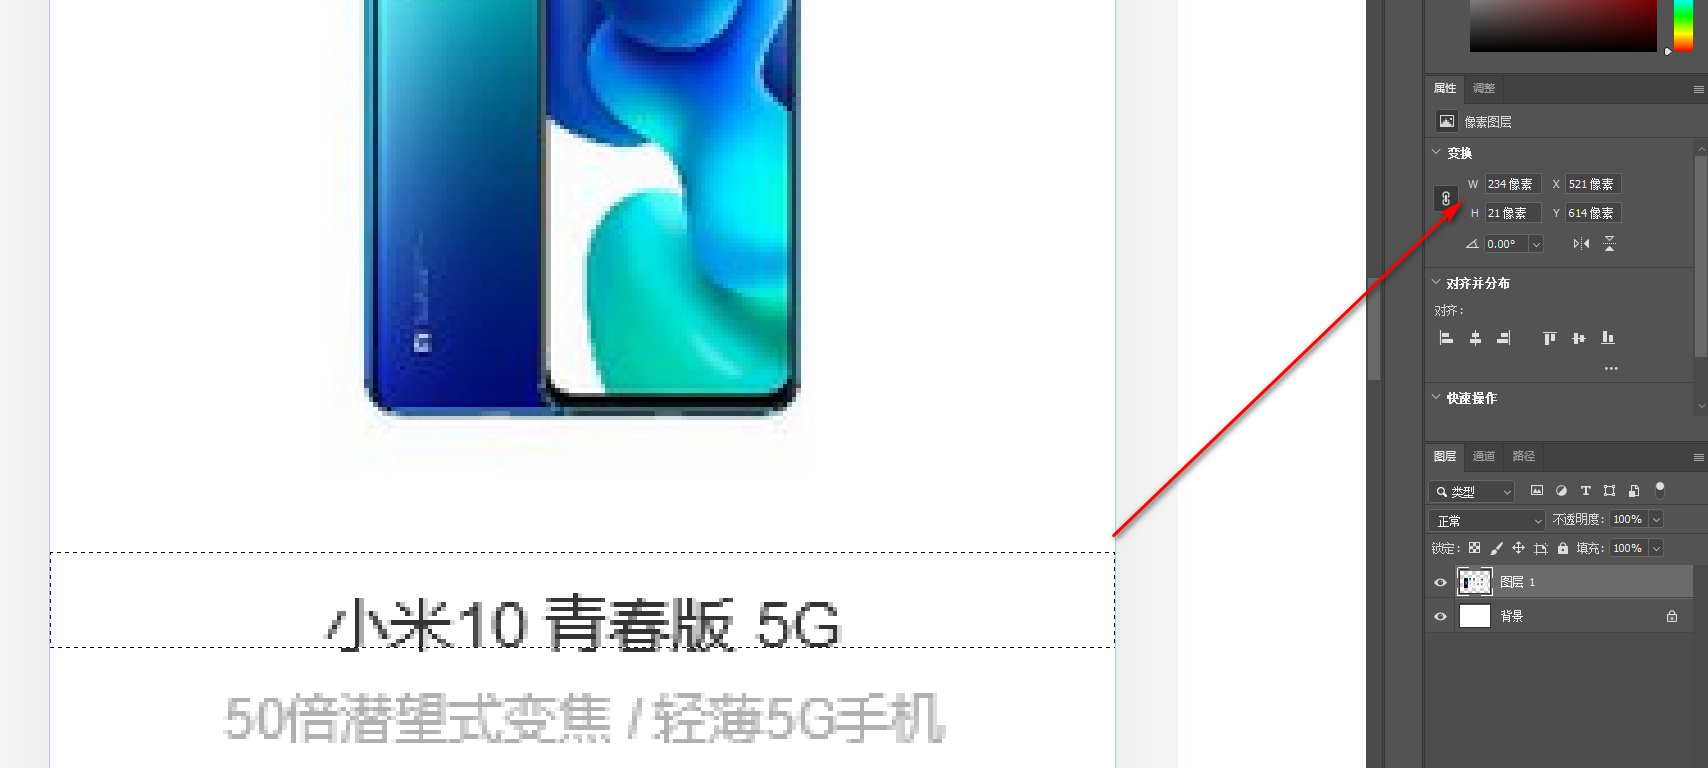 小米10 青春版 5G
50倍潜望式变焦 / 轻薄5G手机
属性 调整
像素图层
变换
W 234 像素 X 521 像素
H 21 像素 Y 614 像素
0.00°
对齐并分布
对齐:
快速操作
图层 通道 路径
类型
正常 不透明度: 100%
锁定: 填充: 100%
图层 1
背景